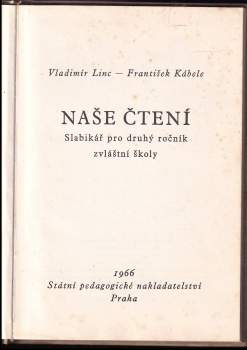 Vladimír Linc — František Kábele
NAŠE ČTENÍ
Slabikář pro druhý ročník
zvláštní školy
1966
Státní pedagogické nakladatelství
Praha